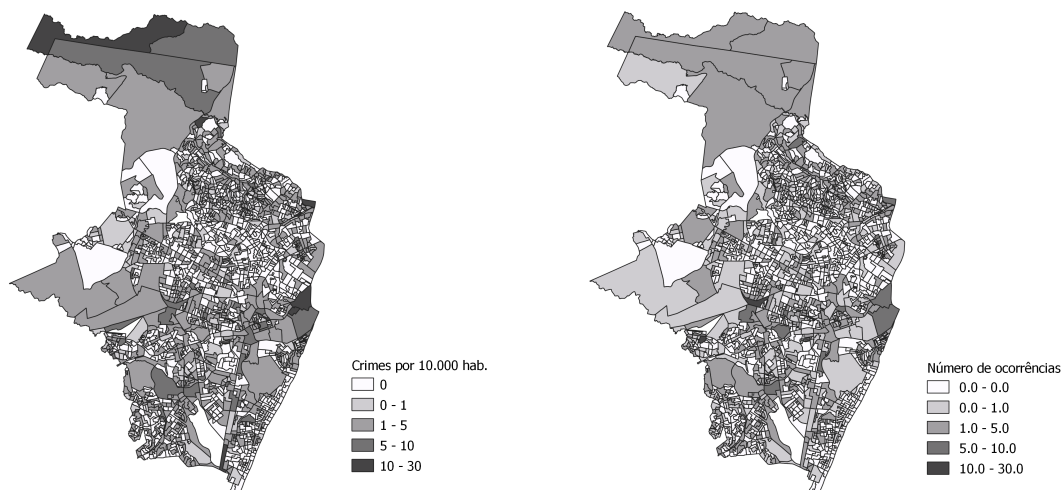 Crimes por 10.000 hab.
0
0 - 1
1 - 5
5 - 10
10 - 30
Número de ocorrências
0.0 - 0.0
0.0 - 1.0
1.0 - 5.0
5.0 - 10.0
10.0 - 30.0